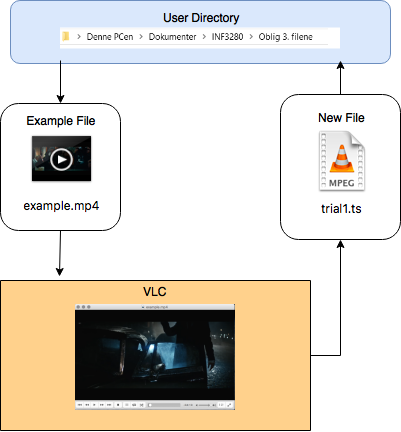 User Directory
Denne PCen > Dokumenter > INF3280 > Oblig 3. filene
Example File
example.mp4
New File
MPEG
trial1.ts
VLC
example.mp4